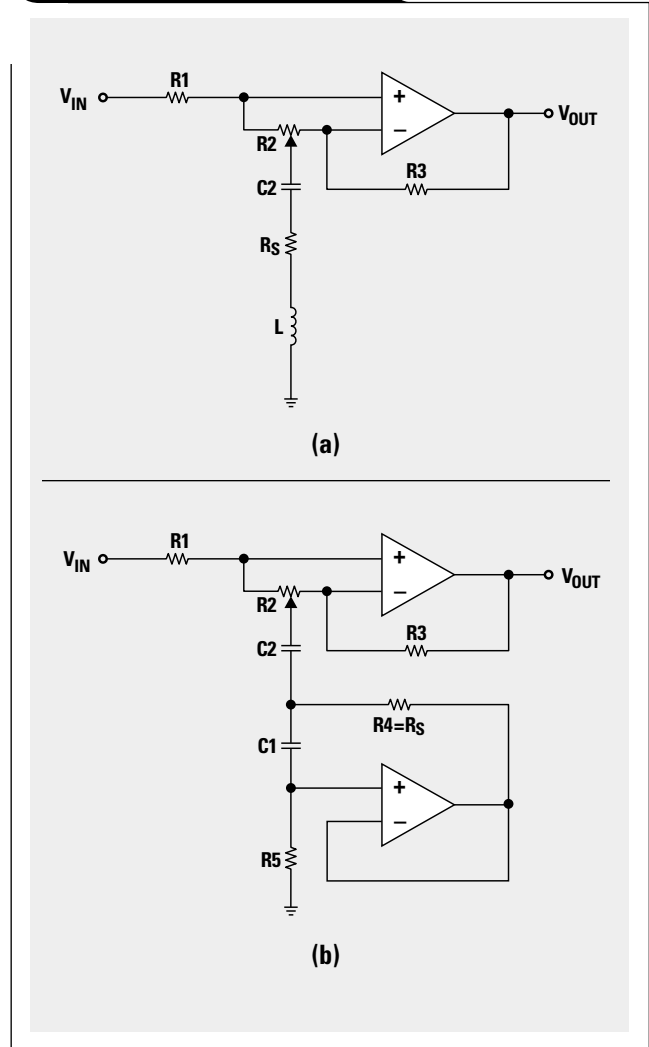 R1
V_IN
+
V_OUT
R2
−
R3
C2
R_S
L
(a)
R1
V_IN
+
V_OUT
R2
−
R3
C2
R4=R_S
C1
+
−
R5
(b)